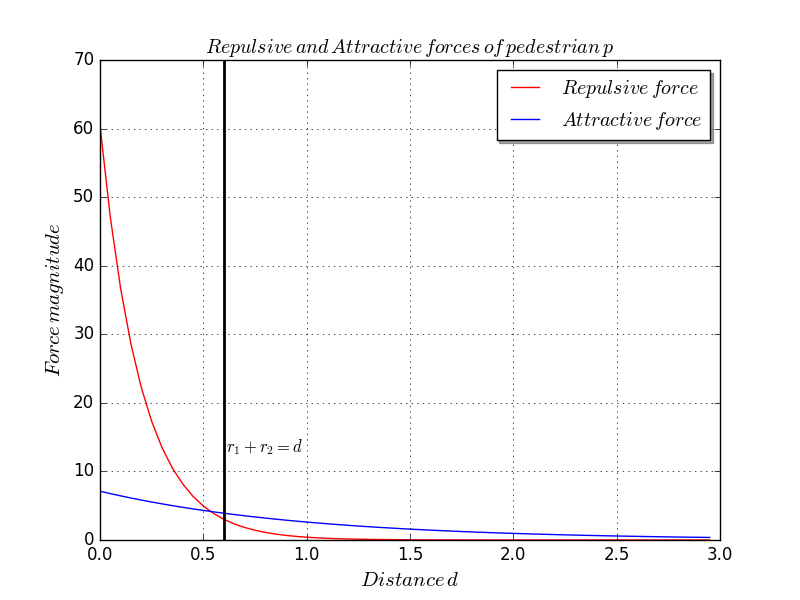 Repulsive and Attractive forces of pedestrian p
70
60
50
40
30
20
10
0
Force magnitude
Repulsive force
Attractive force
r₁ + r₂ = d
0.0 0.5 1.0 1.5 2.0 2.5 3.0
Distance d